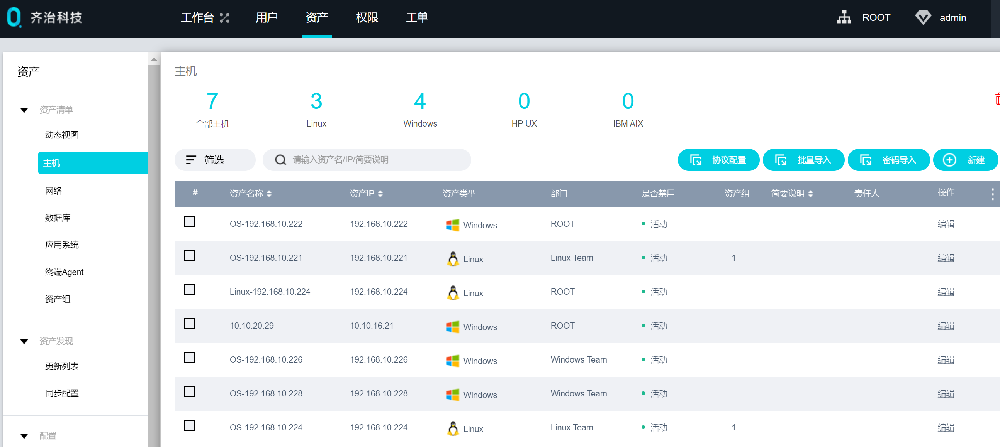 齐治科技 工作台 用户 资产 权限 工单 ROOT admin
资产
资产清单
动态视图
主机
网络
数据库
应用系统
终端Agent
资产组
资产发现
更新列表
同步配置
配置
主机
7 3 4 0 0
全部主机 Linux Windows HP UX IBM AIX
筛选 请输入资产名/IP/简要说明 协议配置 批量导入 密码导入 新建
# 资产名称 资产IP 资产类型 部门 是否禁用 资产组 简要说明 责任人 操作
OS-192.168.10.222 192.168.10.222 Windows ROOT 活动 编辑
OS-192.168.10.221 192.168.10.221 Linux Linux Team 活动 1 编辑
Linux-192.168.10.224 192.168.10.224 Linux ROOT 活动 编辑
10.10.20.29 10.10.16.21 Windows ROOT 活动 编辑
OS-192.168.10.226 192.168.10.226 Windows Windows Team 活动 编辑
OS-192.168.10.228 192.168.10.228 Windows Windows Team 活动 编辑
OS-192.168.10.224 192.168.10.224 Linux Linux Team 活动 1 编辑